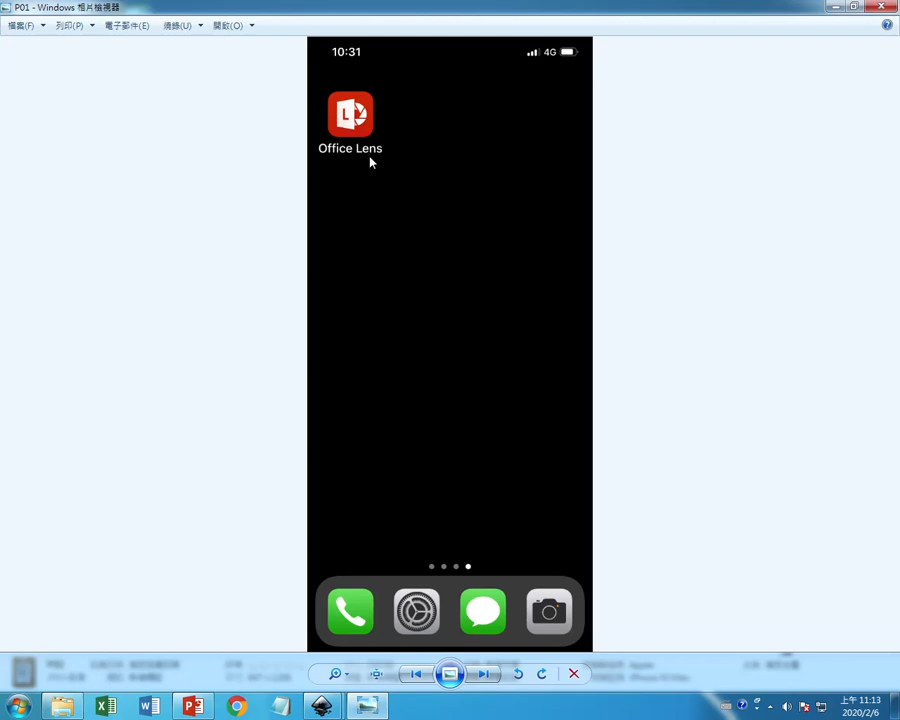 P01 - Windows 相片檢視器
檔案(F) 列印(P) 電子郵件(E) 燒錄(U) 開啟(O)
10:31
4G
L
Office Lens
上午 11:13
2020/2/6